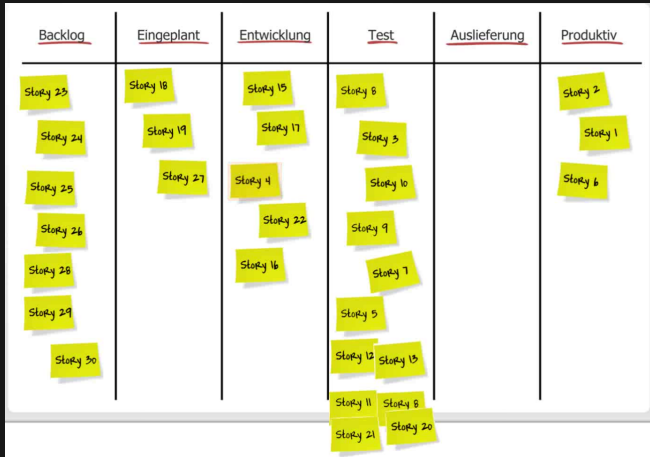 Backlog
Eingeplant
Entwicklung
Test
Auslieferung
Produktiv
Story 23
Story 24
Story 25
Story 26
Story 28
Story 29
Story 30
Story 18
Story 19
Story 27
Story 15
Story 17
Story 4
Story 22
Story 16
Story 8
Story 3
Story 10
Story 9
Story 7
Story 5
Story 12
Story 13
Story 11
Story 8
Story 21
Story 20
Story 2
Story 1
Story 6